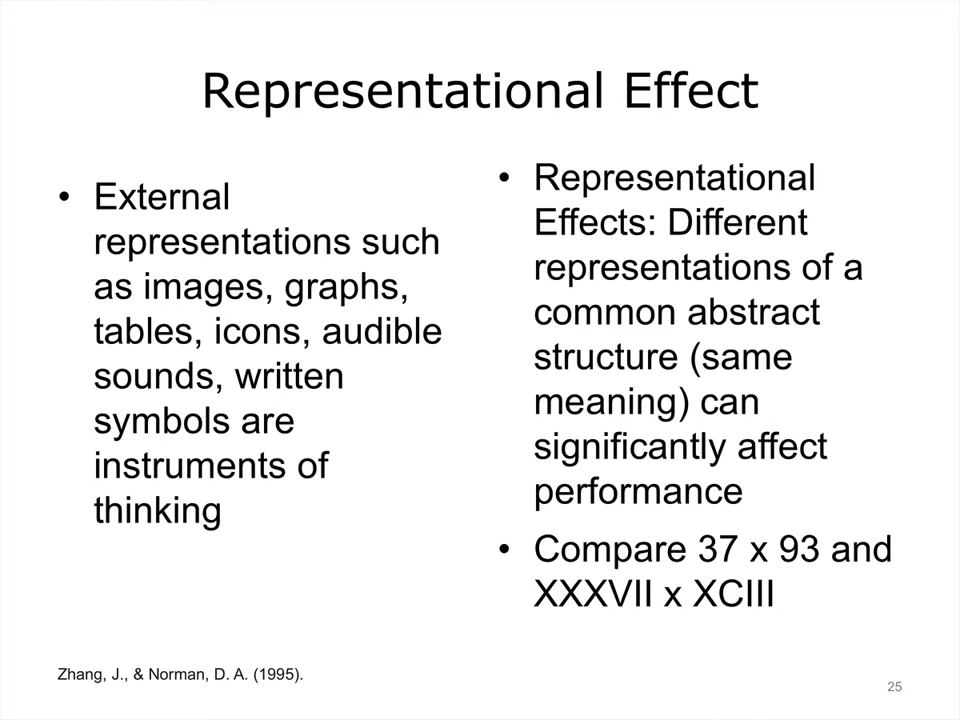 Representational Effect
• External
representations such
as images, graphs,
tables, icons, audible
sounds, written
symbols are
instruments of
thinking
• Representational
Effects: Different
representations of a
common abstract
structure (same
meaning) can
significantly affect
performance
• Compare 37 x 93 and
XXXVII x XCIII
Zhang, J., & Norman, D. A. (1995).
25